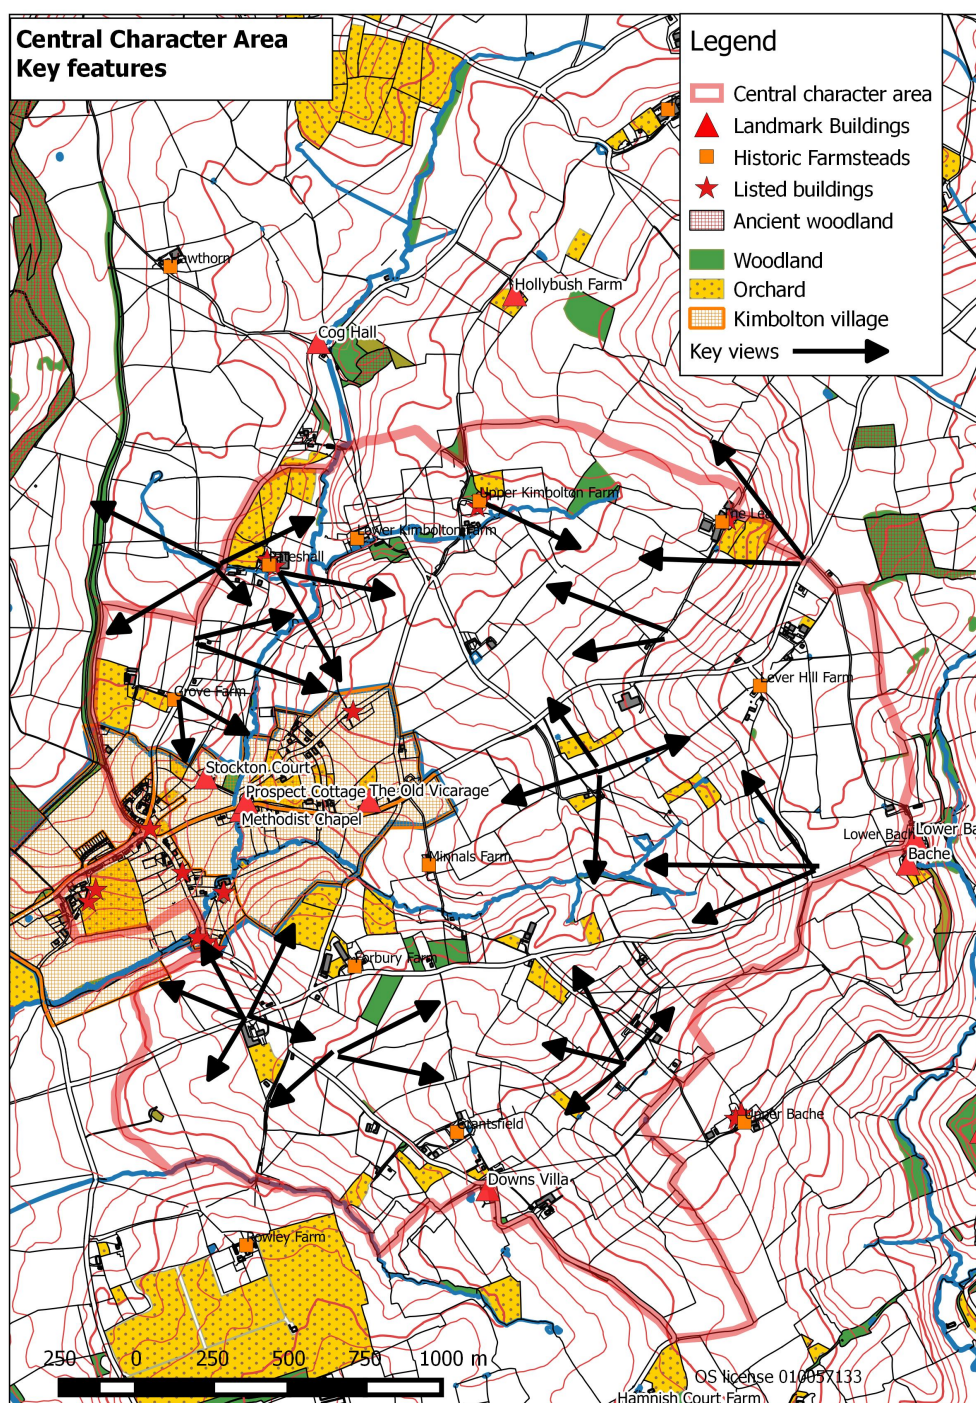 Central Character Area
Key features
Legend
Central character area
Landmark Buildings
Historic Farmsteads
Listed buildings
Ancient woodland
Woodland
Orchard
Kimbolton village
Key views
Hollybush Farm
Cog Hall
Upper Kimbolton Farm
Lower Kimbolton Farm
The Lea
Grove Farm
Lever Hill Farm
Stockton Court
Prospect Cottage
The Old Vicarage
Methodist Chapel
Minnals Farm
Lower Bach
Lower Ba
Bache
Forbury Farm
Grantsfield
Upper Bache
Downs Villa
Rowley Farm
250 0 250 500 750 1000 m
OS license 010057133
Hamnish Court Farm